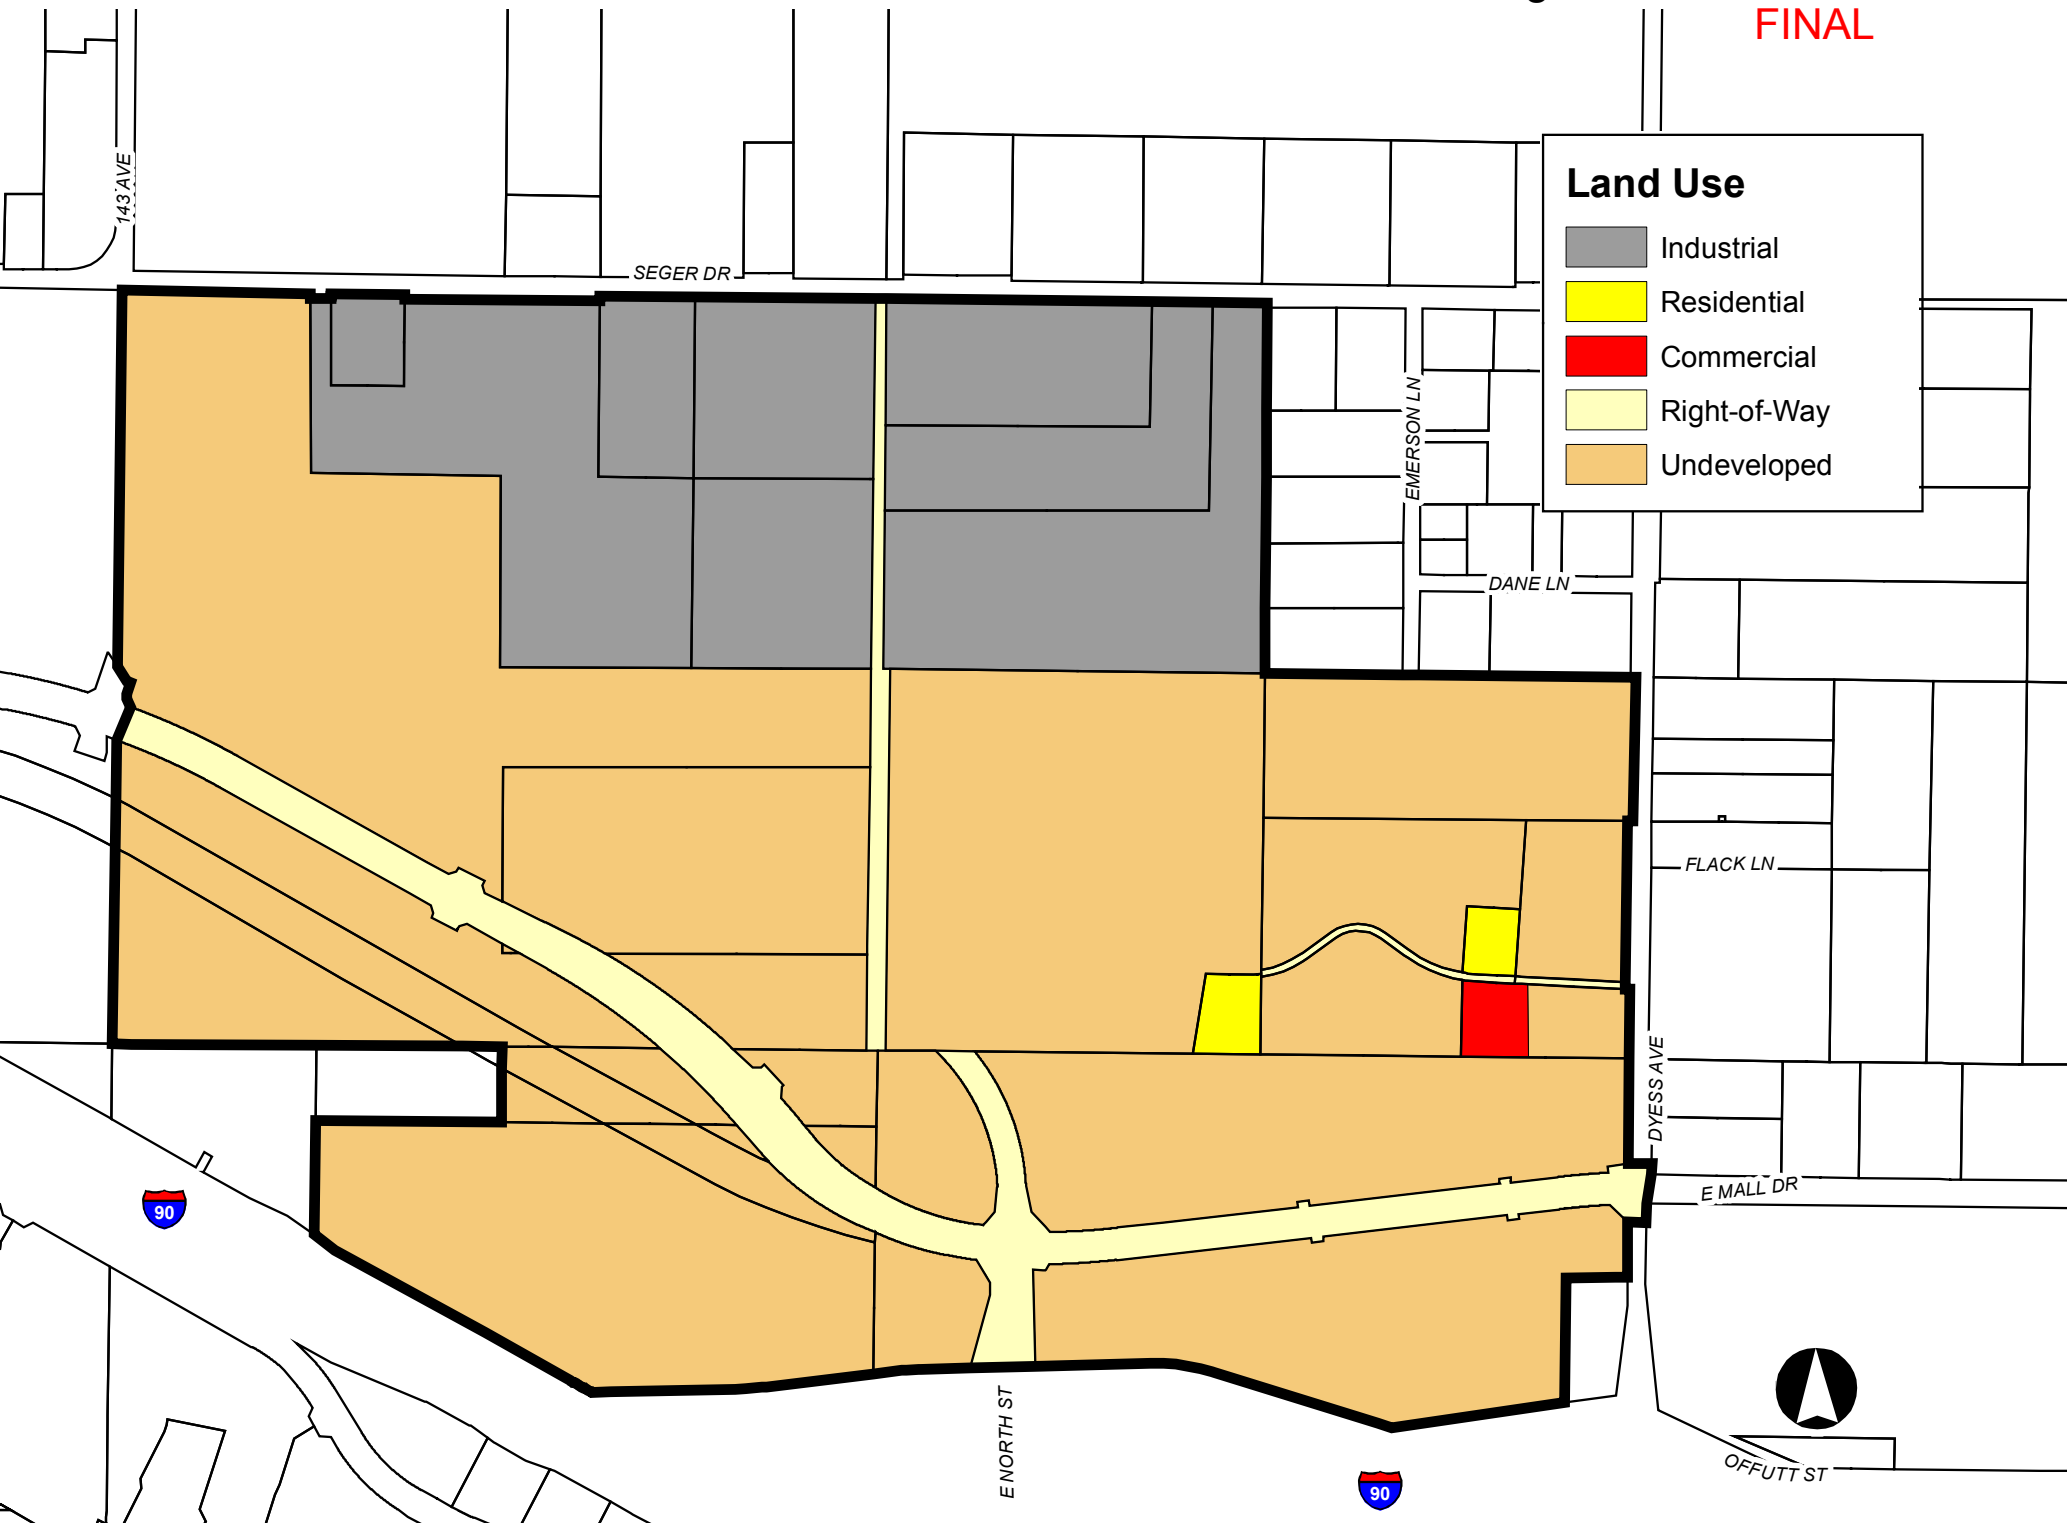 FINAL
143 AVE
SEGER DR
Land Use
Industrial
Residential
Commercial
Right-of-Way
Undeveloped
EMERSON LN
DANE LN
FLACK LN
DYESS AVE
E MALL DR
90
E NORTH ST
OFFUTT ST
90